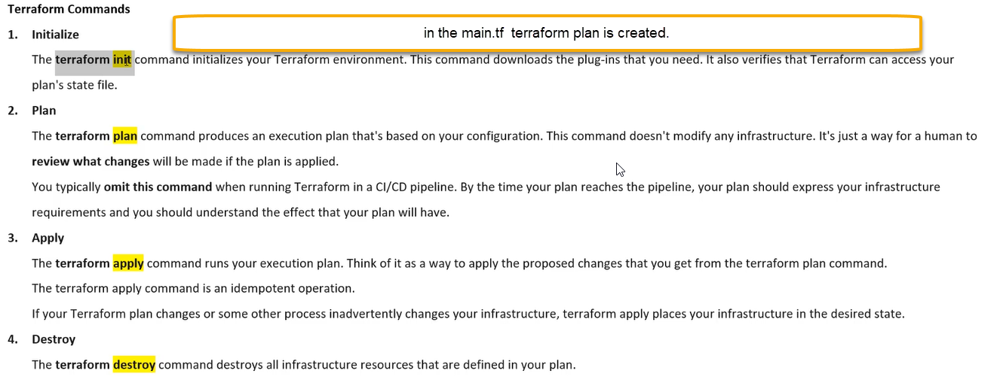 Terraform Commands
in the main.tf terraform plan is created.
1. Initialize
The terraform init command initializes your Terraform environment. This command downloads the plug-ins that you need. It also verifies that Terraform can access your
plan's state file.
2. Plan
The terraform plan command produces an execution plan that's based on your configuration. This command doesn't modify any infrastructure. It's just a way for a human to
review what changes will be made if the plan is applied.
You typically omit this command when running Terraform in a CI/CD pipeline. By the time your plan reaches the pipeline, your plan should express your infrastructure
requirements and you should understand the effect that your plan will have.
3. Apply
The terraform apply command runs your execution plan. Think of it as a way to apply the proposed changes that you get from the terraform plan command.
The terraform apply command is an idempotent operation.
If your Terraform plan changes or some other process inadvertently changes your infrastructure, terraform apply places your infrastructure in the desired state.
4. Destroy
The terraform destroy command destroys all infrastructure resources that are defined in your plan.